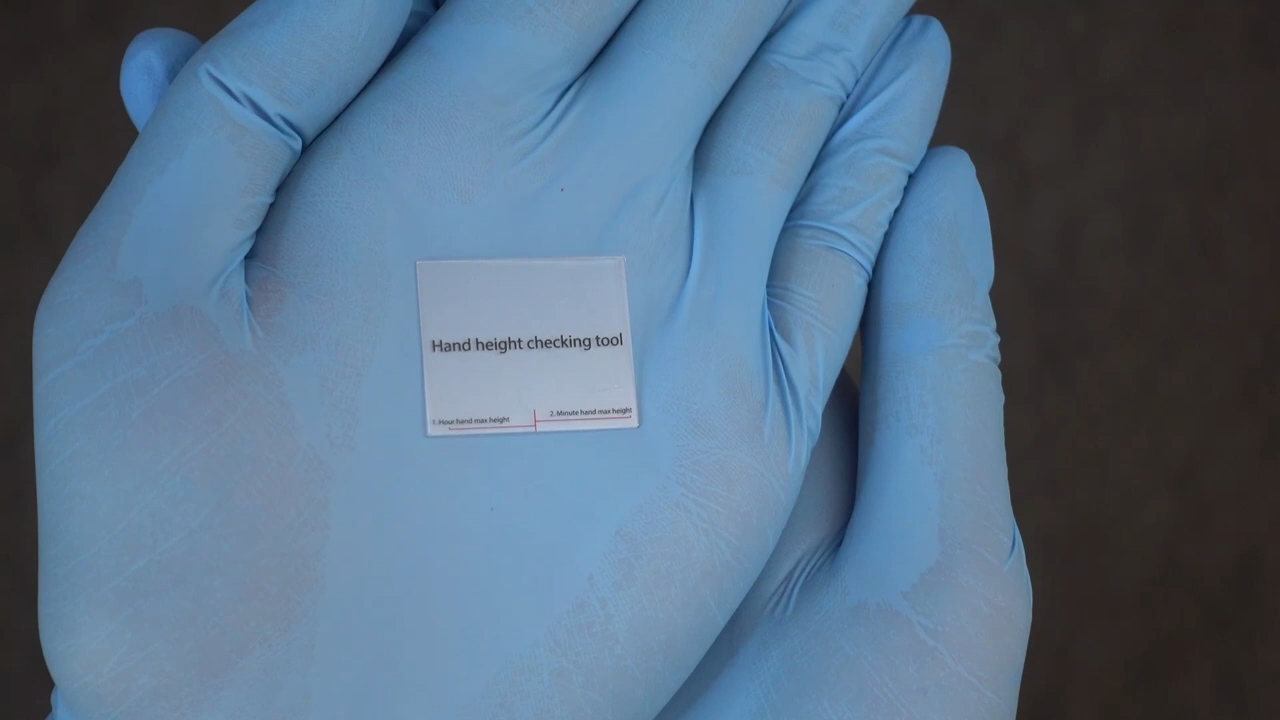 Hand height checking tool
1. Hour hand max height
2. Minute hand max height